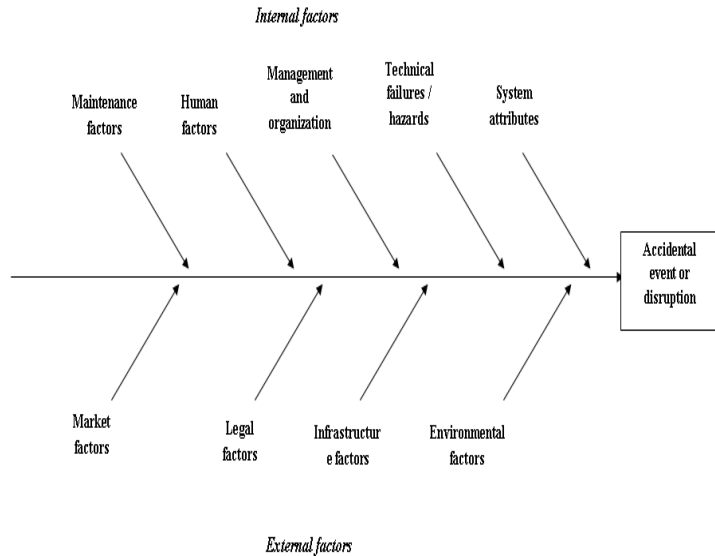 Internal factors
Maintenance
factors
Human
factors
Management
and
organization
Technical
failures /
hazards
System
attributes
Accidental
event or
disruption
Market
factors
Legal
factors
Infrastructur
e factors
Environmental
factors
External factors